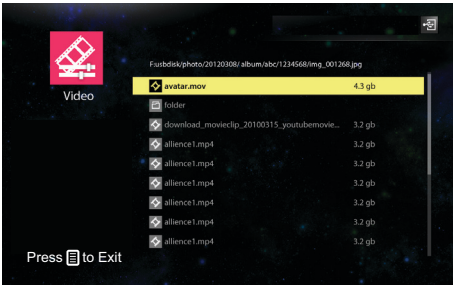 F:usbdisk/photo/20120308/ album/abc/1234568/img_001268.jpg
Video
avatar.mov 4.3 gb
folder
download_movieclip_20100315_youtubemovie... 3.2 gb
allience1.mp4 3.2 gb
allience1.mp4 3.2 gb
allience1.mp4 3.2 gb
allience1.mp4 3.2 gb
allience1.mp4 3.2 gb
allience1.mp4 3.2 gb
Press to Exit